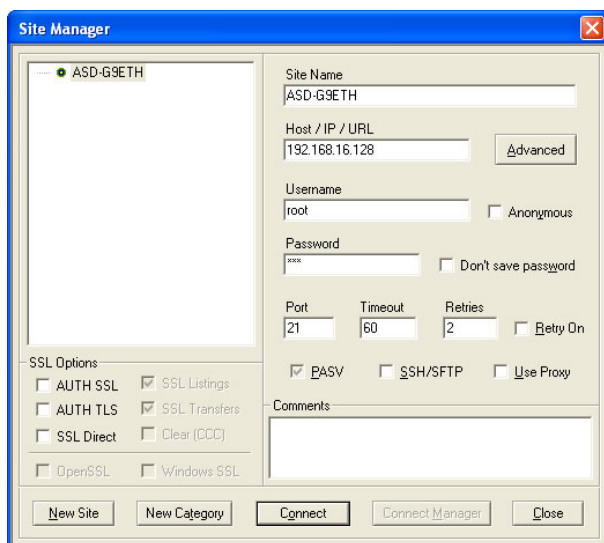 Site Manager
ASD-G9ETH
Site Name
ASD-G9ETH
Host / IP / URL
192.168.16.128
Advanced
Username
root
Anonymous
Password
×××
Don't save password
Port Timeout Retries
21 60 2 Retry On
PASV SSH/SFTP Use Proxy
SSL Options
AUTH SSL SSL Listings
AUTH TLS SSL Transfers
SSL Direct Clear (CCC)
OpenSSL Windows SSL
Comments
New Site New Category Connect Connect Manager Close